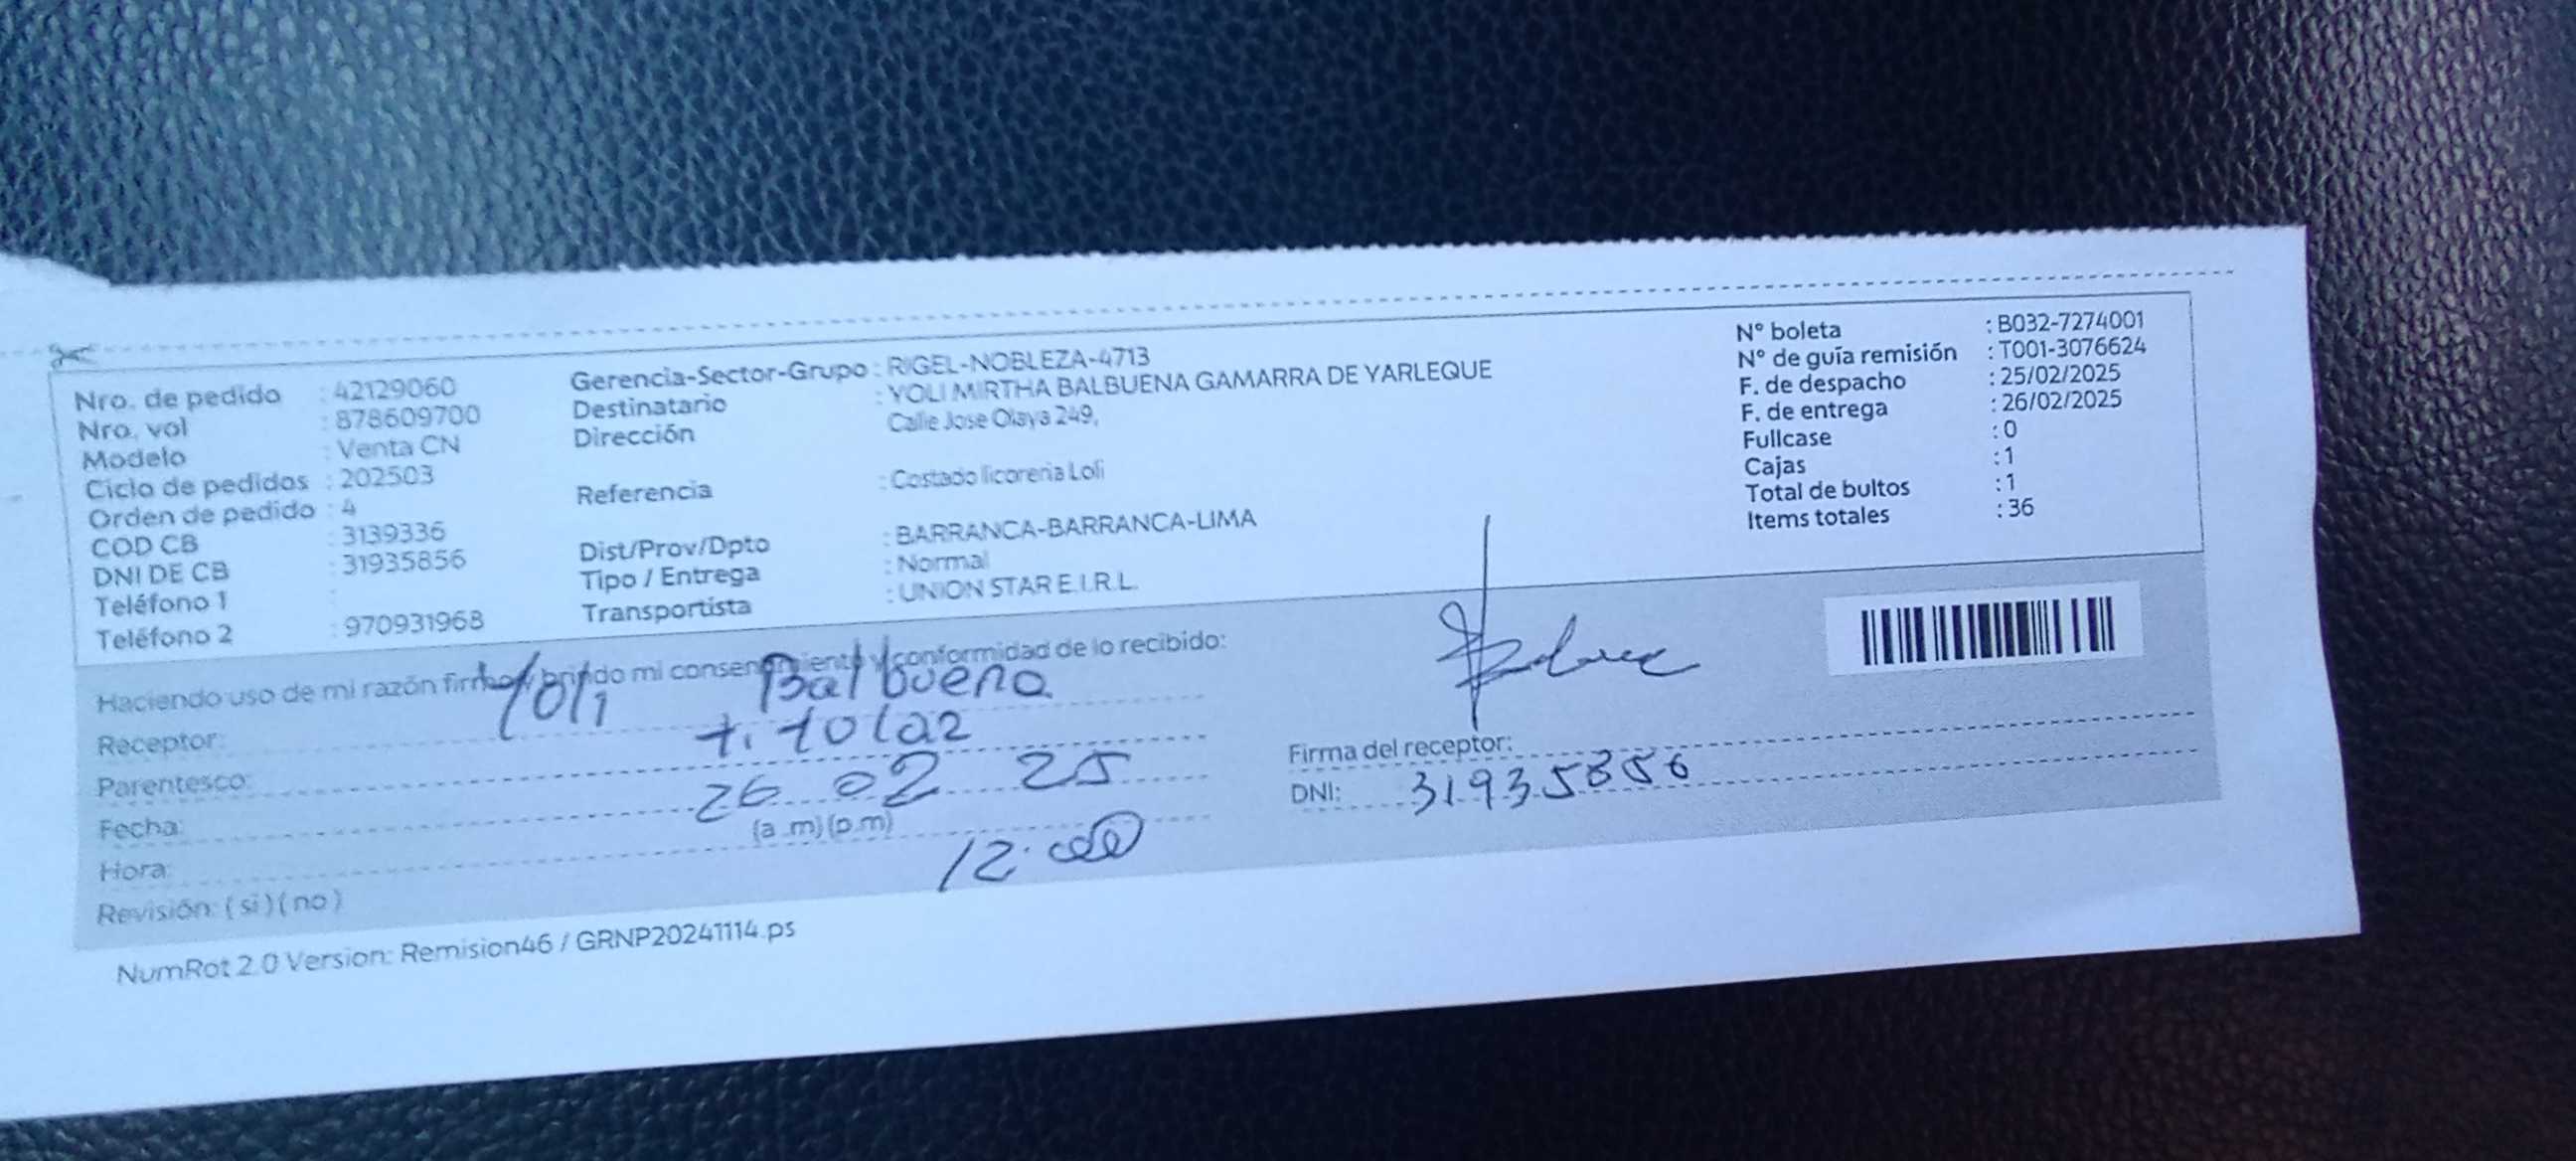 Nro. de pedido : 42129060
Nro. vol : 878609700
Modelo : Venta CN
Ciclo de pedidos : 202503
Orden de pedido : 4
COD CB : 3139336
DNI DE CB : 31935856
Teléfono 1 :
Teléfono 2 : 970931968
Gerencia-Sector-Grupo : RIGEL-NOBLEZA-4713
Destinatario : YOLI MIRTHA BALBUENA GAMARRA DE YARLEQUE
Dirección Calle Jose Olaya 249,
Referencia : Costado licoreria Loli
Dist/Prov/Dpto : BARRANCA-BARRANCA-LIMA
Tipo / Entrega : Normal
Transportista : UNION STAR E.I.R.L.
N° boleta : B032-7274001
N° de guía remisión : T001-3076624
F. de despacho : 25/02/2025
F. de entrega : 26/02/2025
Fullcase : 0
Cajas : 1
Total de bultos : 1
Items totales : 36
Haciendo uso de mi razón firmo y brindo mi consentimiento y conformidad de lo recibido:
Receptor: Yoli Balbuena
Parentesco: titolar
Fecha: 26 02 25
Hora: (a .m) (p.m) 12:00
Revisión: ( si ) ( no )
Firma del receptor:
DNI: 31935856
NumRot 2.0 Version: Remision46 / GRNP20241114.ps